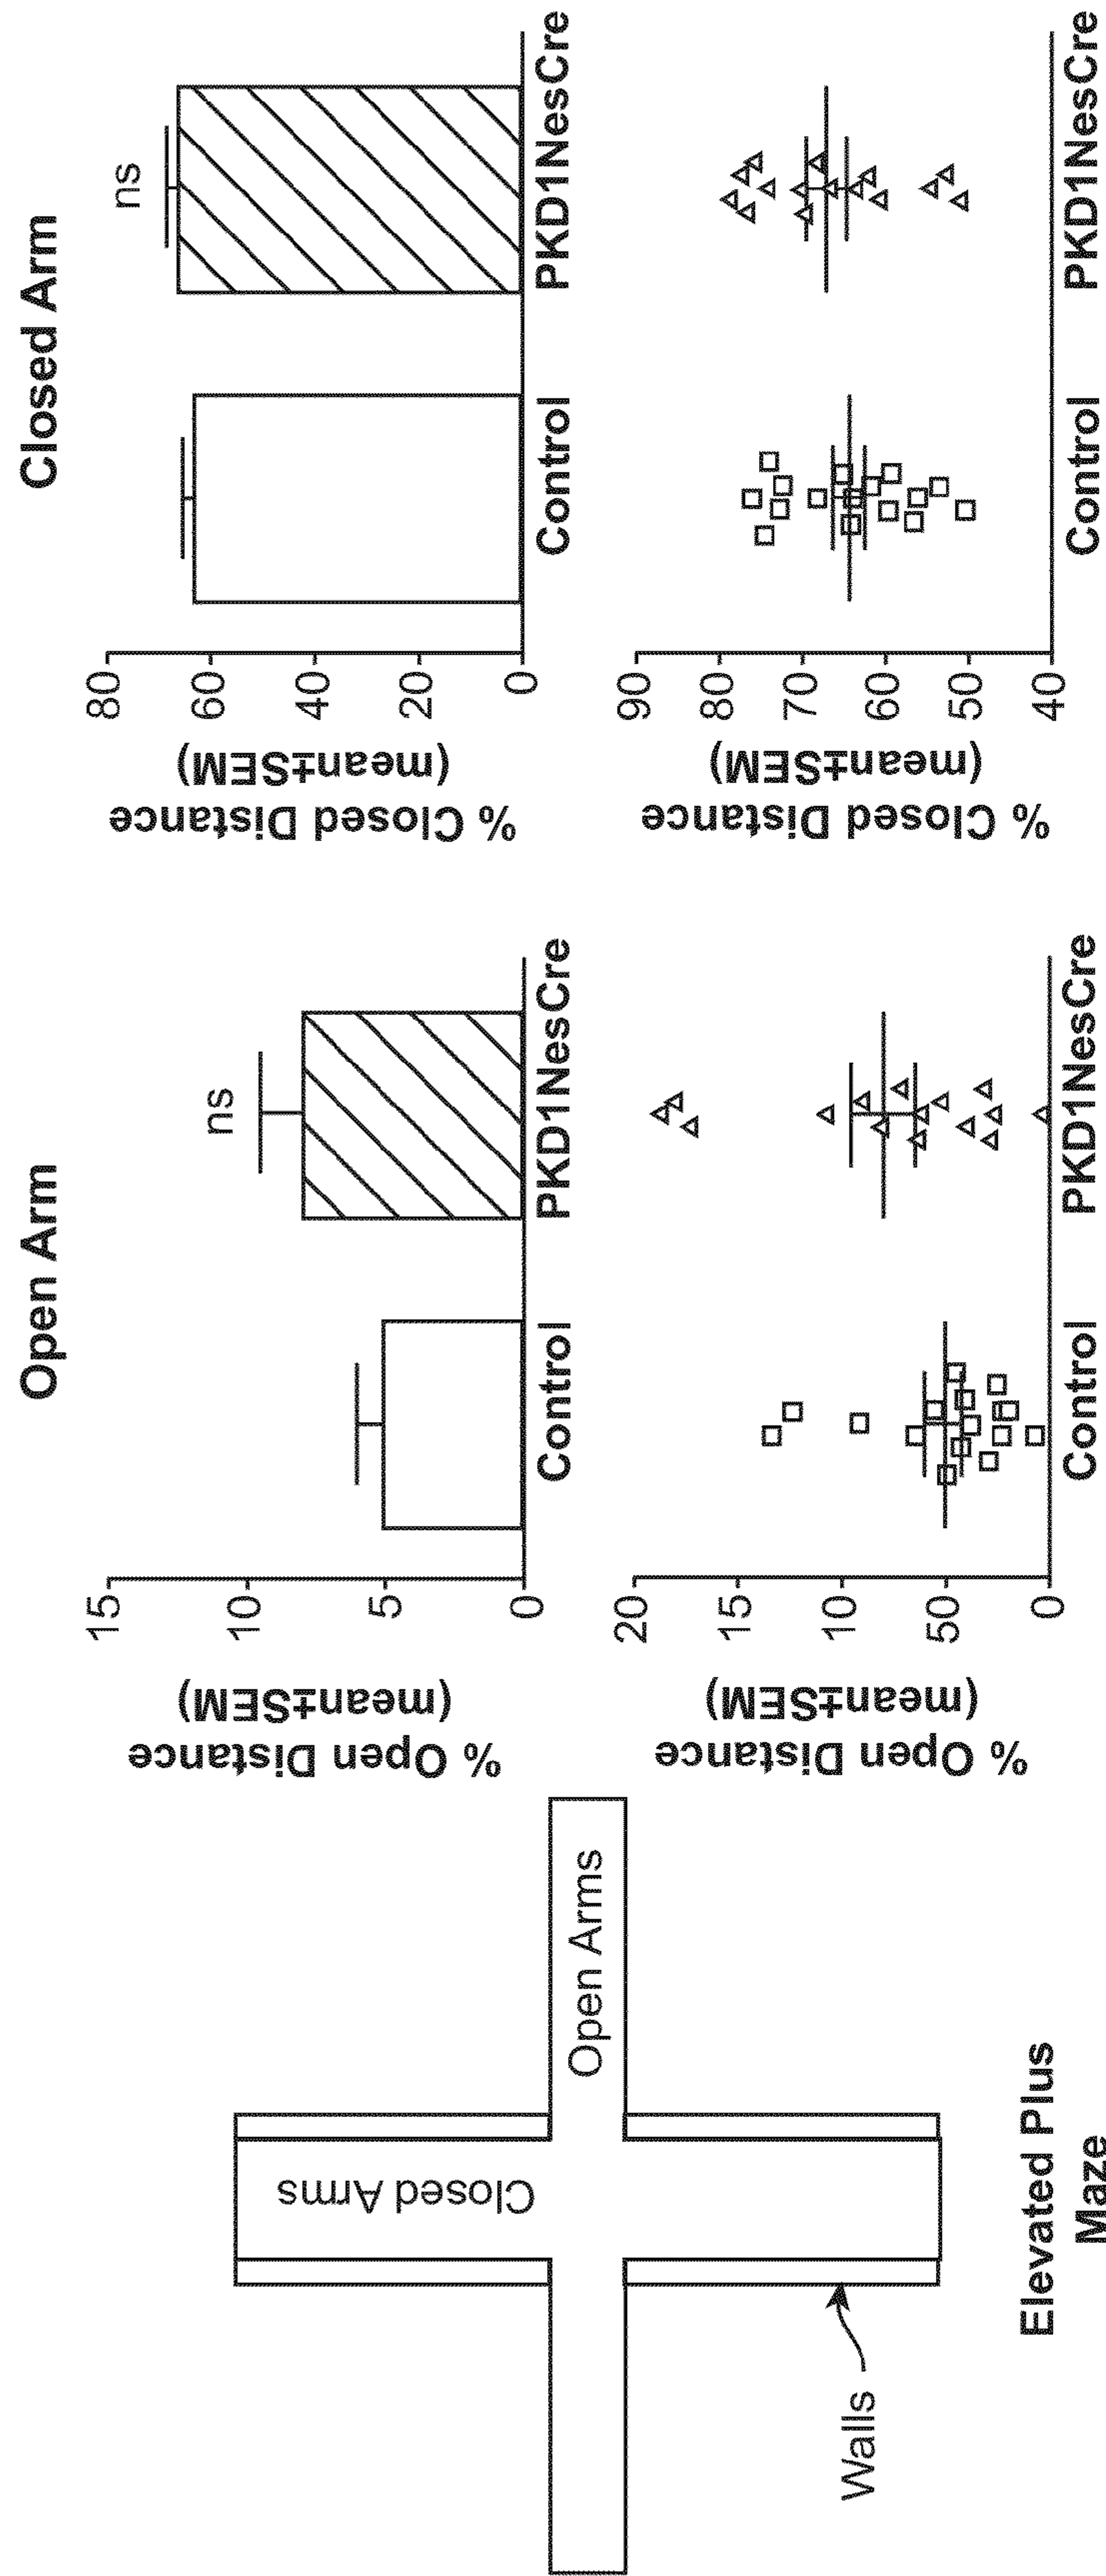 Closed Arms
Open Arms
Walls
Elevated Plus
Maze
Open Arm
% Open Distance
(mean±SEM)
15
10
5
0
ns
Control
PKD1NesCre
% Open Distance
(mean±SEM)
20
15
10
50
0
Control
PKD1NesCre
Closed Arm
% Closed Distance
(mean±SEM)
80
60
40
20
0
ns
Control
PKD1NesCre
% Closed Distance
(mean±SEM)
90
80
70
60
50
40
Control
PKD1NesCre